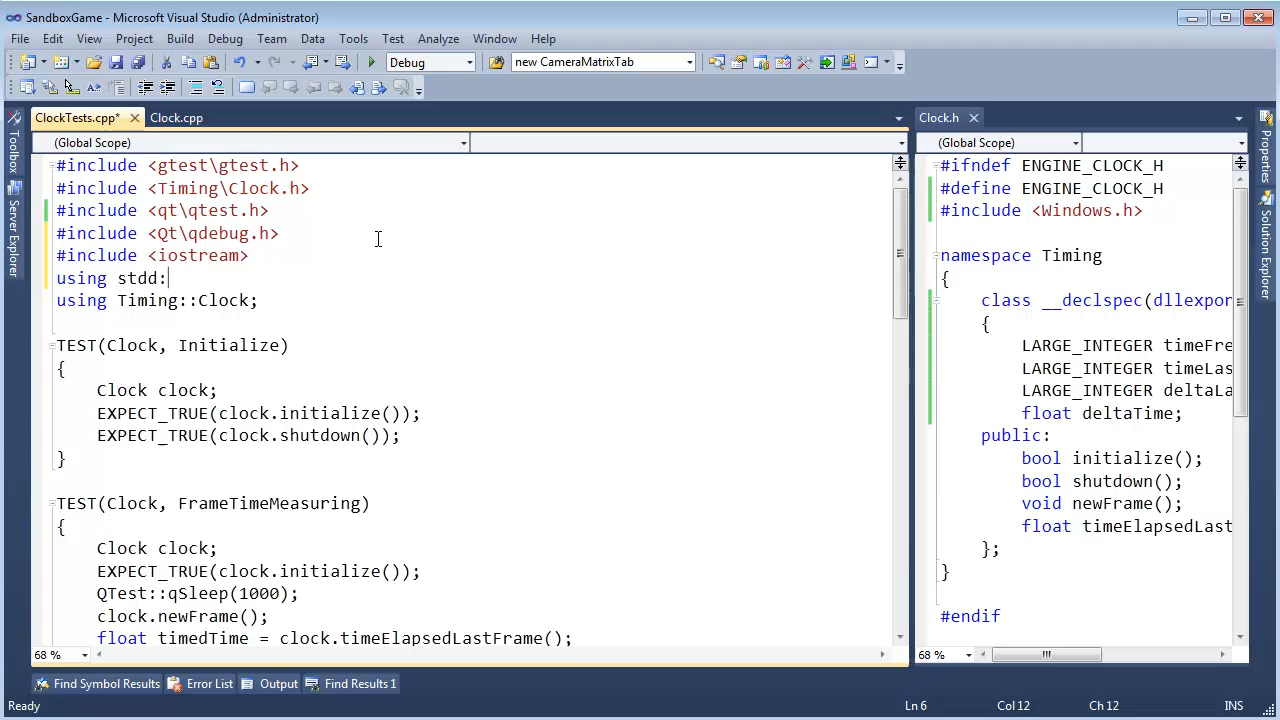 SandboxGame - Microsoft Visual Studio (Administrator)
File Edit View Project Build Debug Team Data Tools Test Analyze Window Help
Debug new CameraMatrixTab
ClockTests.cpp* Clock.cpp Clock.h
(Global Scope) (Global Scope)
Toolbox
Server Explorer
#include <gtest\gtest.h>
#include <Timing\Clock.h>
#include <qt\qtest.h>
#include <Qt\qdebug.h>
#include <iostream>
using stdd:
using Timing::Clock;
TEST(Clock, Initialize)
{
Clock clock;
EXPECT_TRUE(clock.initialize());
EXPECT_TRUE(clock.shutdown());
}
TEST(Clock, FrameTimeMeasuring)
{
Clock clock;
EXPECT_TRUE(clock.initialize());
QTest::qSleep(1000);
clock.newFrame();
float timedTime = clock.timeElapsedLastFrame();
68 %
#ifndef ENGINE_CLOCK_H
#define ENGINE_CLOCK_H
#include <Windows.h>
namespace Timing
{
class __declspec(dllexpor
{
LARGE_INTEGER timeFre
LARGE_INTEGER timeLas
LARGE_INTEGER deltaLa
float deltaTime;
public:
bool initialize();
bool shutdown();
void newFrame();
float timeElapsedLast
};
}
#endif
68 %
Properties
Solution Explorer
Find Symbol Results Error List Output Find Results 1
Ready Ln 6 Col 12 Ch 12 INS